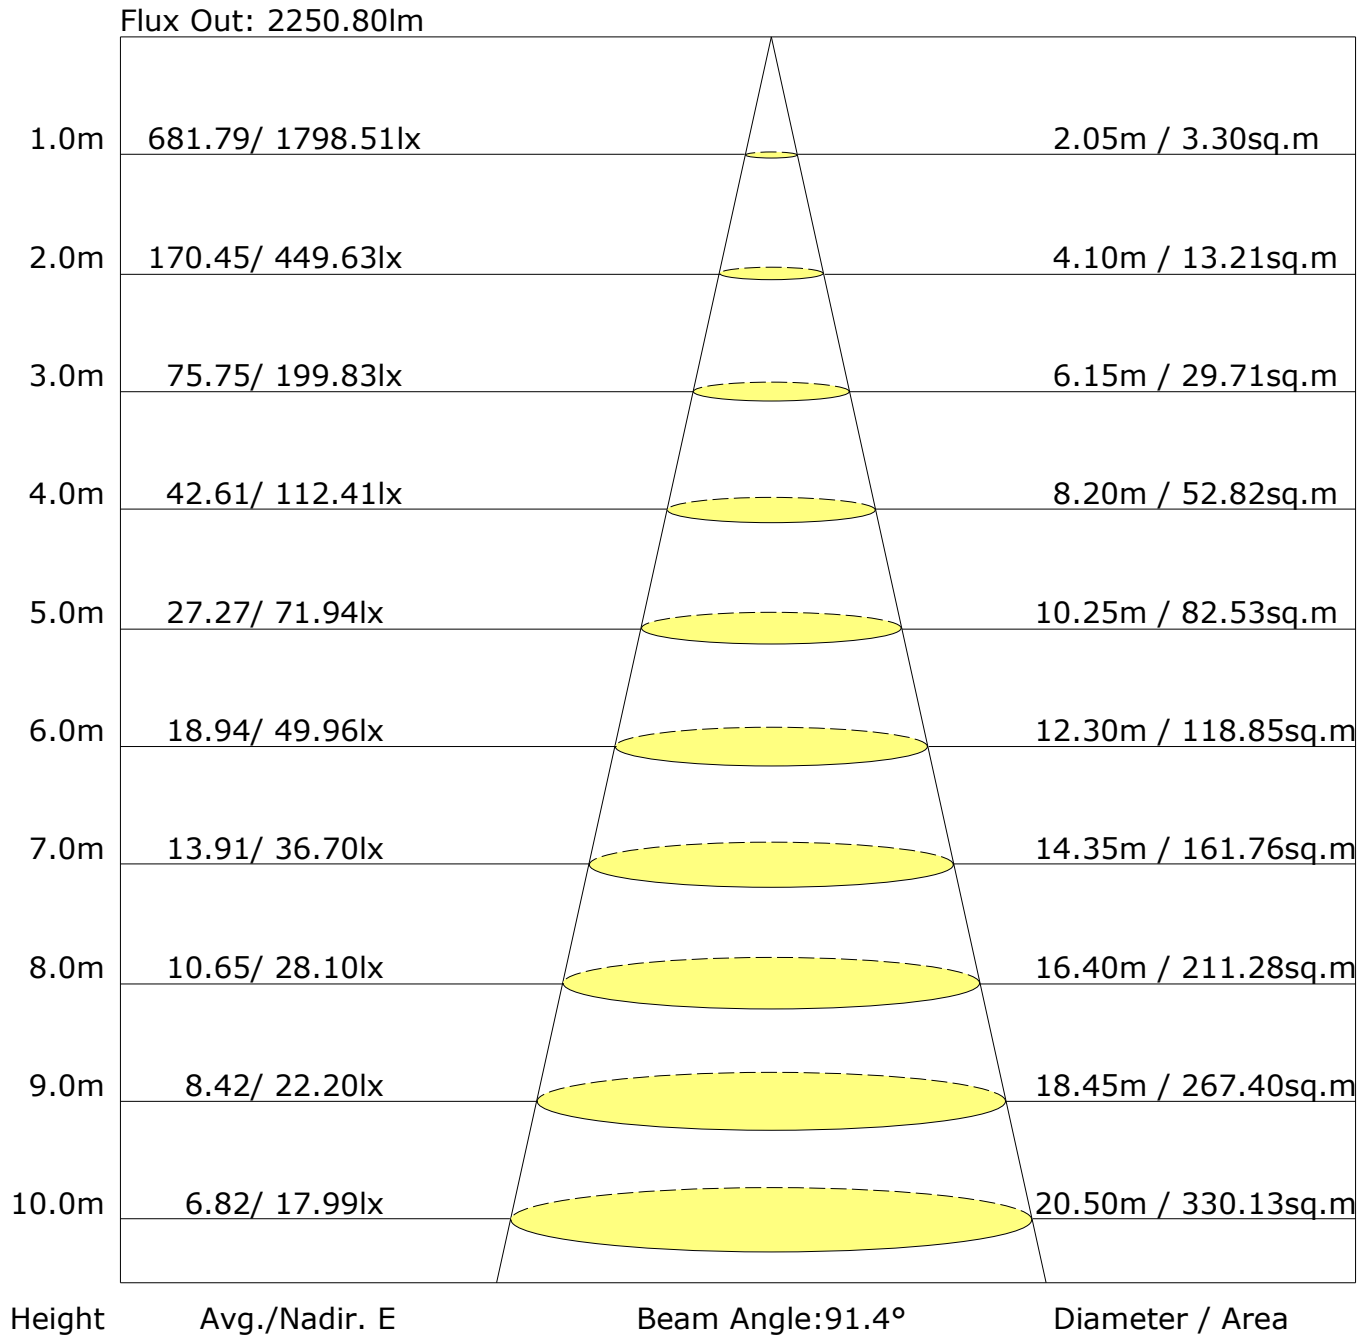 Flux Out: 2250.80lm
1.0m 681.79/ 1798.51lx 2.05m / 3.30sq.m
2.0m 170.45/ 449.63lx 4.10m / 13.21sq.m
3.0m 75.75/ 199.83lx 6.15m / 29.71sq.m
4.0m 42.61/ 112.41lx 8.20m / 52.82sq.m
5.0m 27.27/ 71.94lx 10.25m / 82.53sq.m
6.0m 18.94/ 49.96lx 12.30m / 118.85sq.m
7.0m 13.91/ 36.70lx 14.35m / 161.76sq.m
8.0m 10.65/ 28.10lx 16.40m / 211.28sq.m
9.0m 8.42/ 22.20lx 18.45m / 267.40sq.m
10.0m 6.82/ 17.99lx 20.50m / 330.13sq.m
Height Avg./Nadir. E Beam Angle:91.4° Diameter / Area